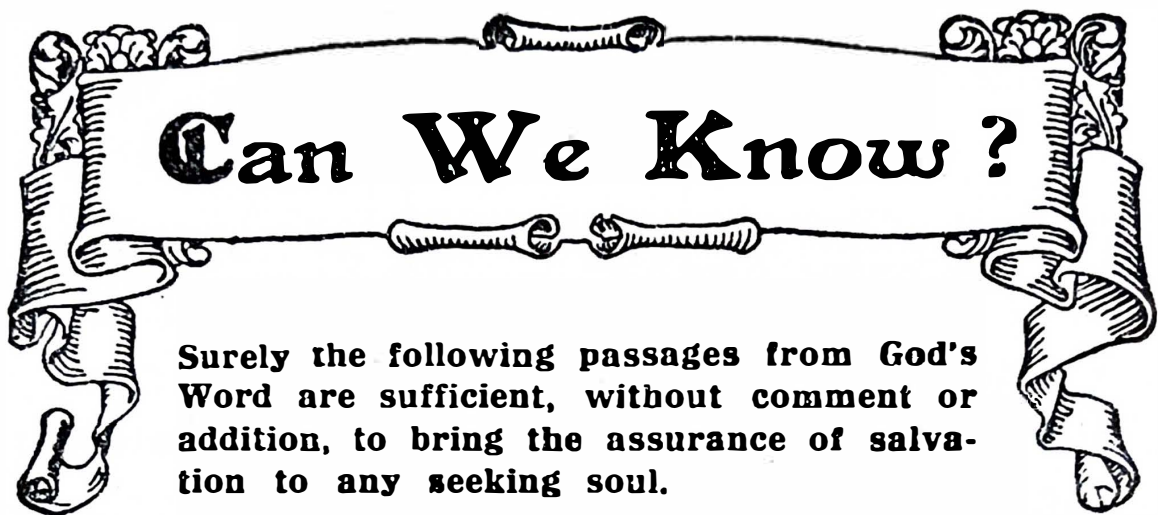 Can We Know?
Surely the following passages from God's
Word are sufficient, without comment or
addition, to bring the assurance of salva-
tion to any seeking soul.